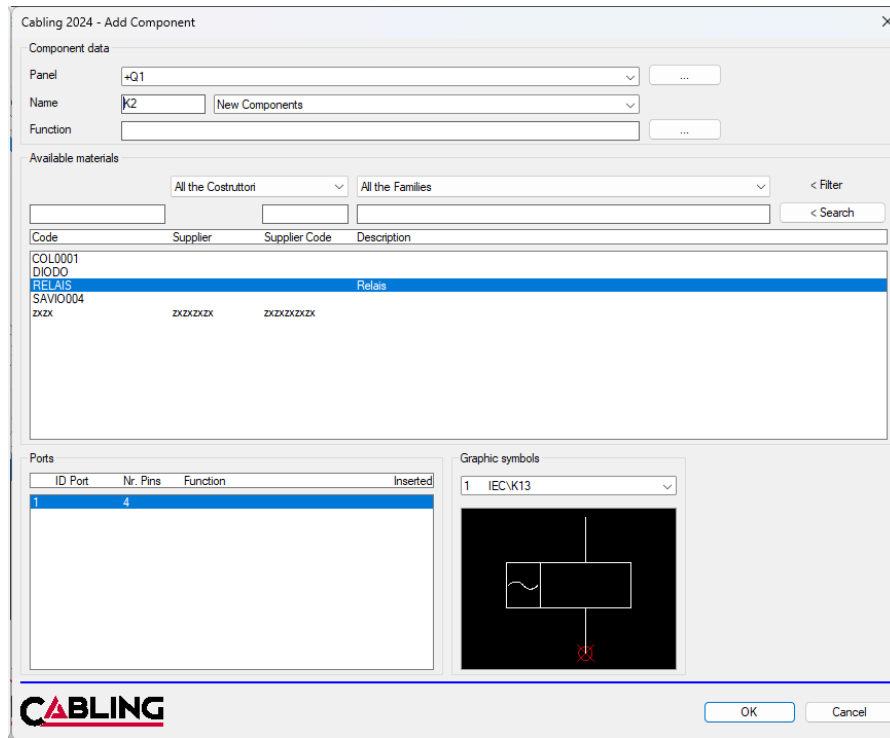 Cabling 2024 - Add Component
Component data
Panel +Q1 ...
Name K2 New Components
Function ...
Available materials
All the Costruttori All the Families < Filter
< Search
Code Supplier Supplier Code Description
COL0001
DIODO
RELAIS Relais
SAVIO004
zxzx zxzxzxzx zxzxzxzxzx
Ports
ID Port Nr. Pins Function Inserted
1 4
Graphic symbols
1 IEC\K13
CABLING
OK Cancel